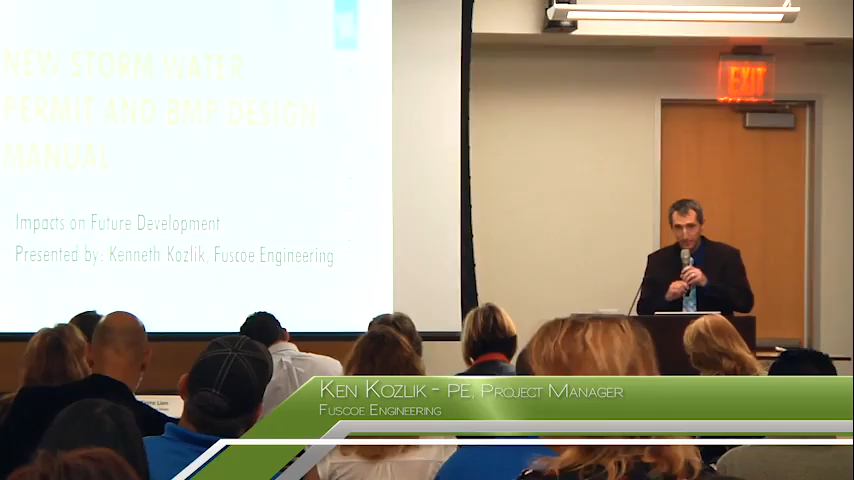 NEW STORM WATER
PERMIT AND BMP DESIGN
MANUAL
Impacts on Future Development
Presented by: Kenneth Kozlik, Fuscoe Engineering
EXIT
Ken Kozlik - PE, Project Manager
Fuscoe Engineering